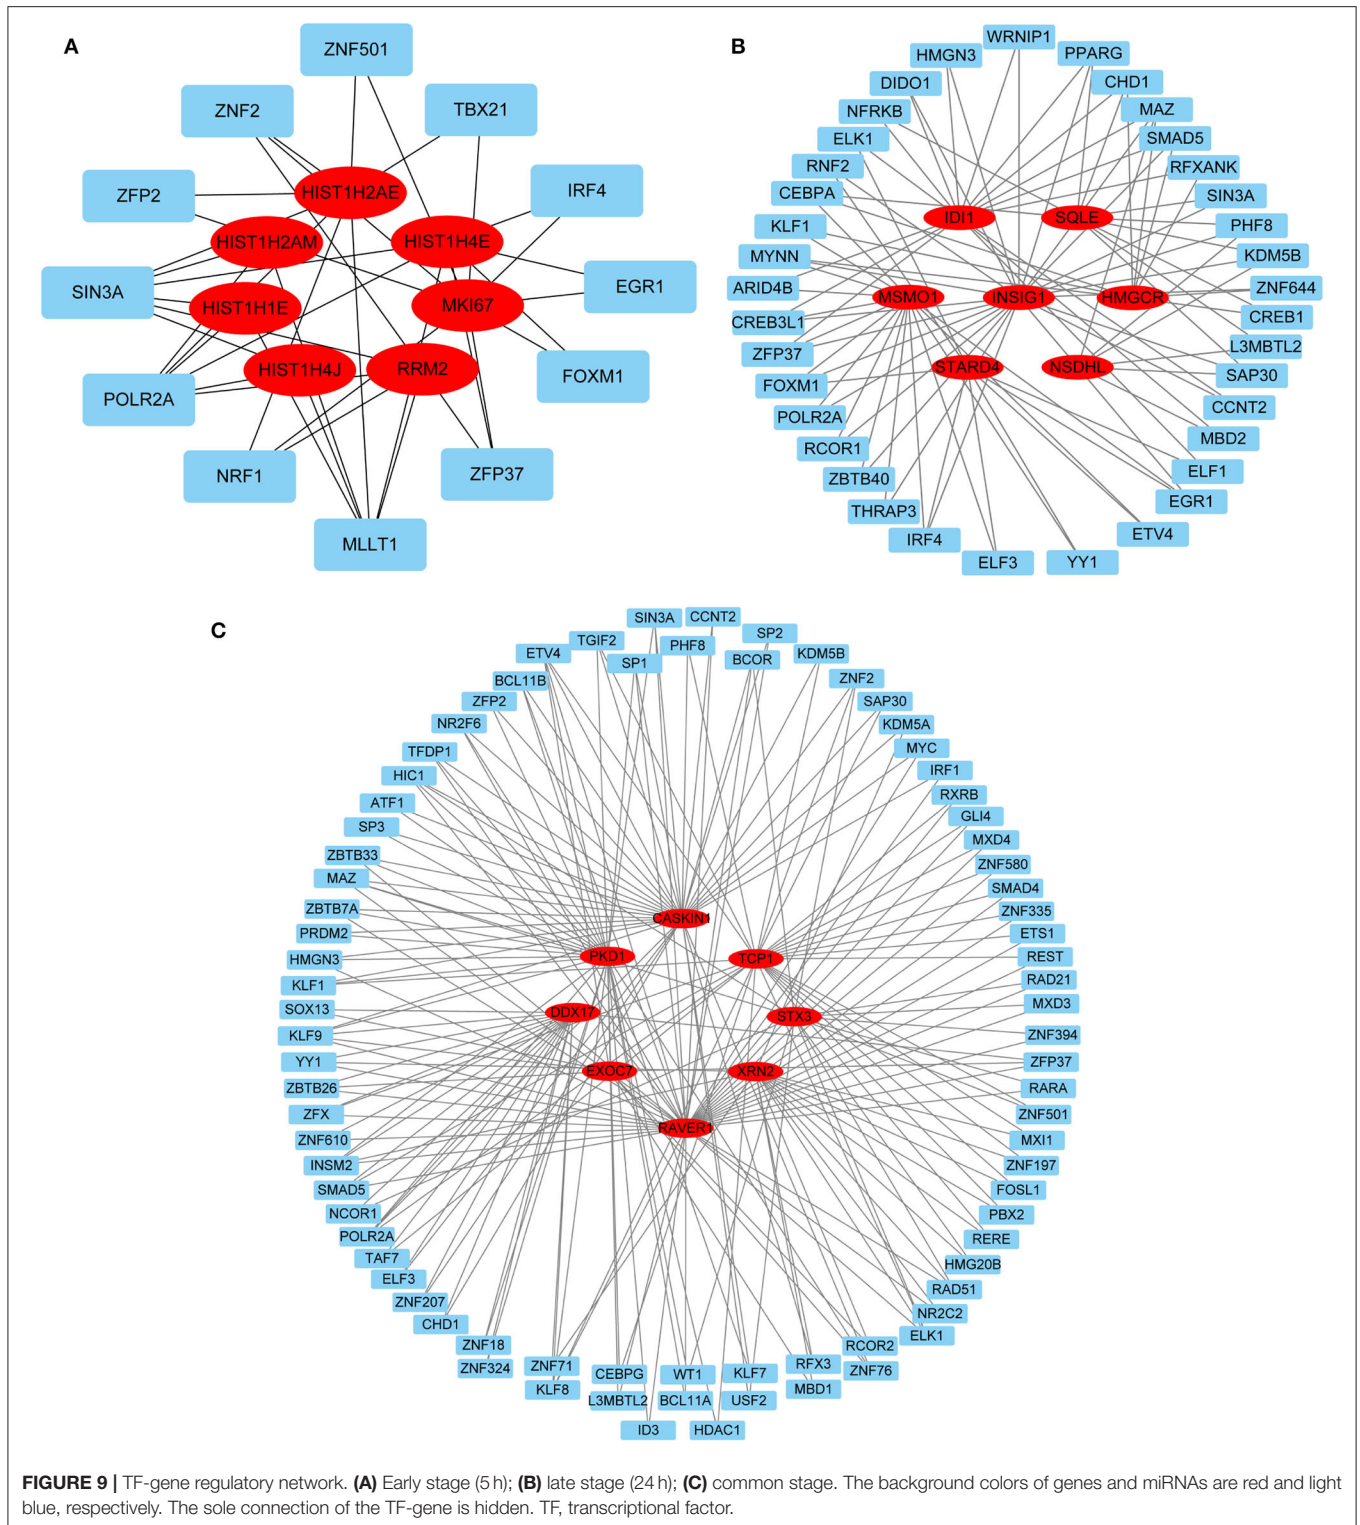 A
ZNF501
ZNF2
TBX21
HIST1H2AE
ZFP2
IRF4
HIST1H2AM
HIST1H4E
SIN3A
EGR1
HIST1H1E
MKI67
HIST1H4J
RRM2
FOXM1
POLR2A
NRF1
ZFP37
MLLT1
B
WRNIP1
HMGN3
PPARG
DIDO1
CHD1
NFRKB
MAZ
ELK1
SMAD5
RNF2
RFXANK
CEBPA
SIN3A
KLF1
IDI1
SQLE
PHF8
MYNN
KDM5B
ARID4B
MSMO1
INSIG1
HMGCR
ZNF644
CREB3L1
CREB1
ZFP37
L3MBTL2
STARD4
NSDHL
FOXM1
SAP30
POLR2A
CCNT2
RCOR1
MBD2
ZBTB40
ELF1
THRAP3
EGR1
IRF4
ETV4
ELF3
YY1
C
SIN3A
CCNT2
TGIF2
SP2
ETV4
SP1
PHF8
BCOR
KDM5B
BCL11B
ZNF2
ZFP2
SAP30
NR2F6
KDM5A
TFDP1
MYC
HIC1
IRF1
ATF1
RXRB
SP3
GLI4
MXD4
ZBTB33
ZNF580
MAZ
SMAD4
ZBTB7A
ZNF335
CASKIN1
PRDM2
ETS1
HMGN3
PKD1
TCP1
REST
KLF1
RAD21
SOX13
DDX17
STX3
MXD3
KLF9
ZNF394
YY1
EXOC7
XRN2
ZFP37
ZBTB26
RARA
ZFX
RAVER1
ZNF501
ZNF610
MXI1
INSM2
ZNF197
SMAD5
FOSL1
NCOR1
PBX2
POLR2A
RERE
TAF7
HMG20B
ELF3
RAD51
ZNF207
NR2C2
CHD1
ELK1
ZNF18
RCOR2
ZNF324
ZNF71
CEBPG
WT1
KLF7
RFX3
ZNF76
KLF8
L3MBTL2
BCL11A
USF2
MBD1
ID3
HDAC1
FIGURE 9 | TF-gene regulatory network. (A) Early stage (5 h); (B) late stage (24 h); (C) common stage. The background colors of genes and miRNAs are red and light
blue, respectively. The sole connection of the TF-gene is hidden. TF, transcriptional factor.